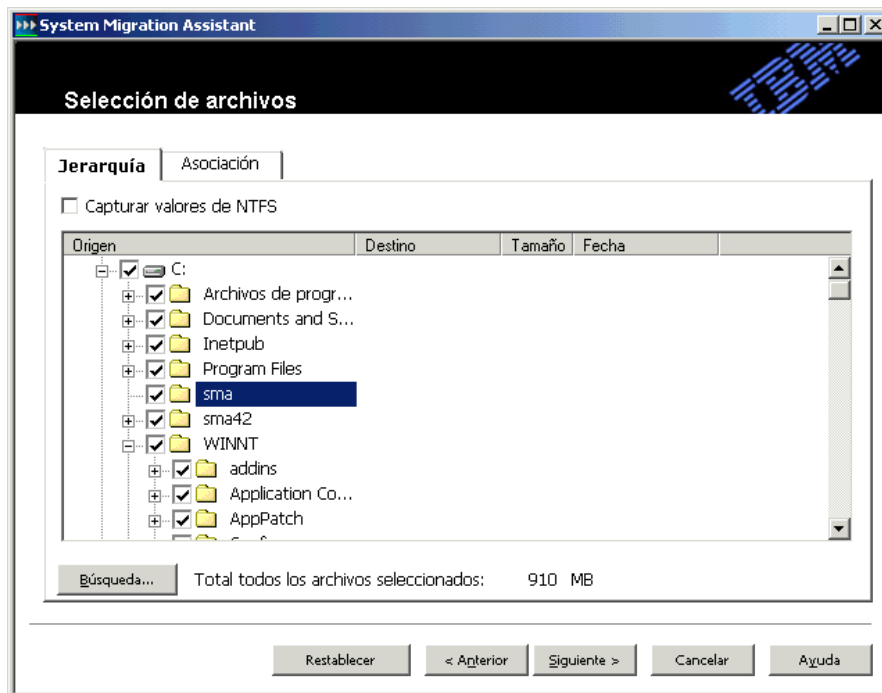 System Migration Assistant
IBM
Selección de archivos
Jerarquía Asociación
Capturar valores de NTFS
Origen Destino Tamaño Fecha
C:
Archivos de progr...
Documents and S...
Inetpub
Program Files
sma
sma42
WINNT
addins
Application Co...
AppPatch
Búsqueda... Total todos los archivos seleccionados: 910 MB
Restablecer < Anterior Siguiente > Cancelar Ayuda